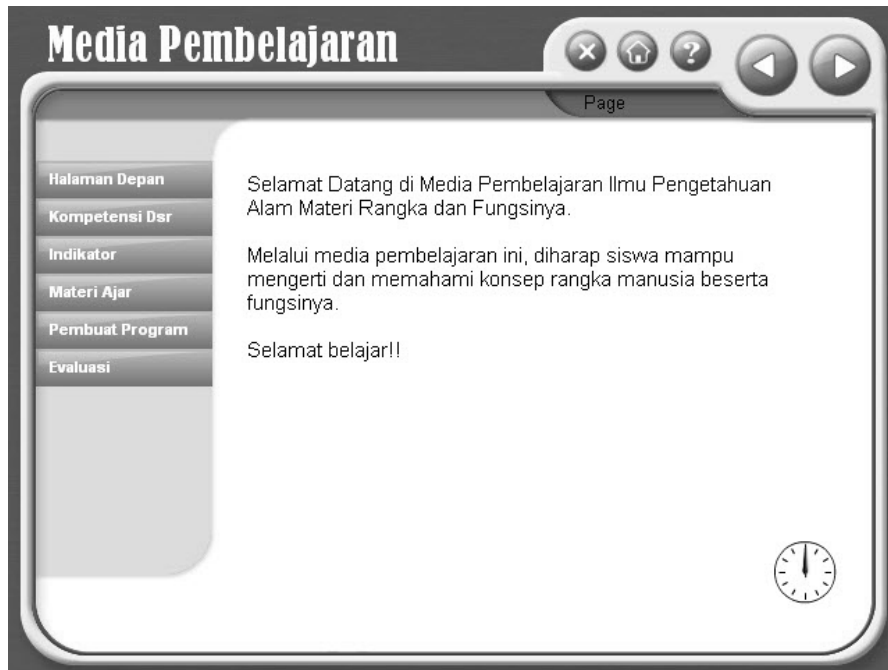 Media Pembelajaran
?
Page
Halaman Depan
Kompetensi Dsr
Indikator
Materi Ajar
Pembuat Program
Evaluasi
Selamat Datang di Media Pembelajaran Ilmu Pengetahuan
Alam Materi Rangka dan Fungsinya.
Melalui media pembelajaran ini, diharap siswa mampu
mengerti dan memahami konsep rangka manusia beserta
fungsinya.
Selamat belajar!!